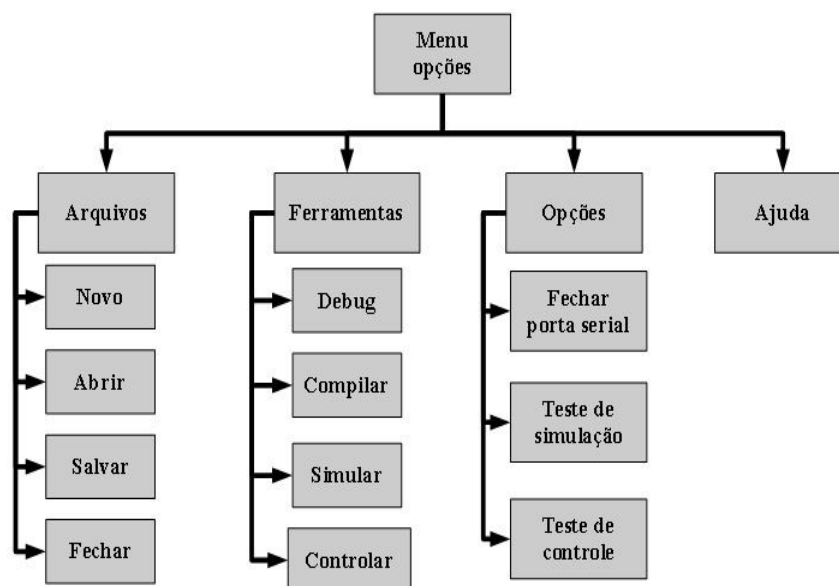 Menu
opções
Arquivos
Ferramentas
Opções
Ajuda
Novo
Abrir
Salvar
Fechar
Debug
Compilar
Simular
Controlar
Fechar
porta serial
Teste de
simulação
Teste de
controle